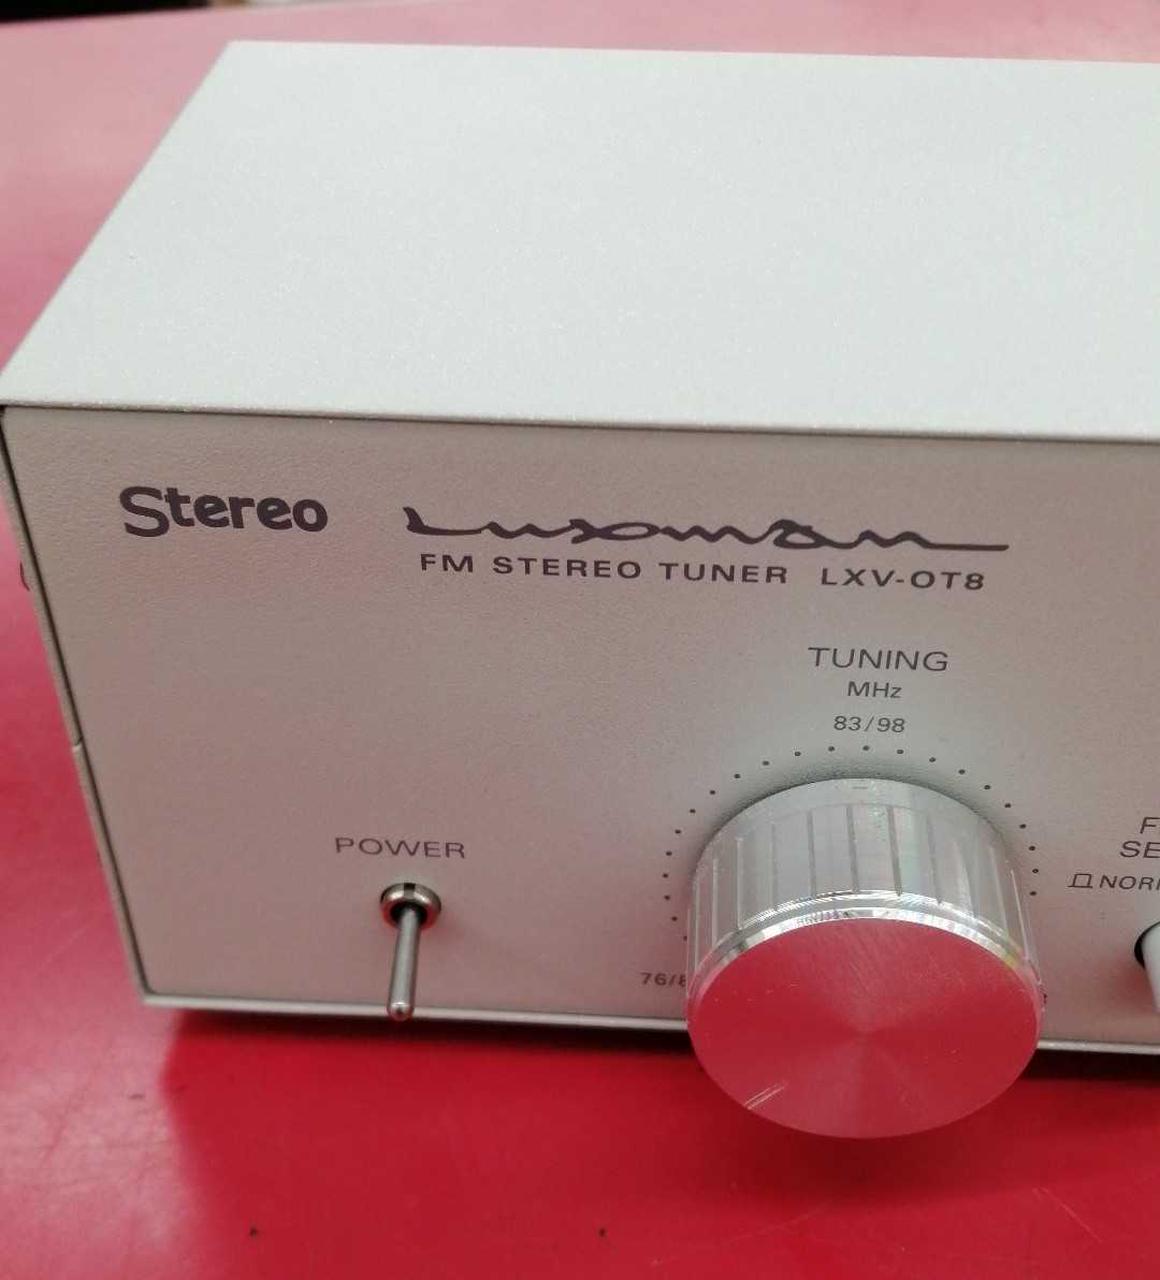 Stereo Luxman
FM STEREO TUNER LXV-OT8
TUNING
MHz
83/98
POWER